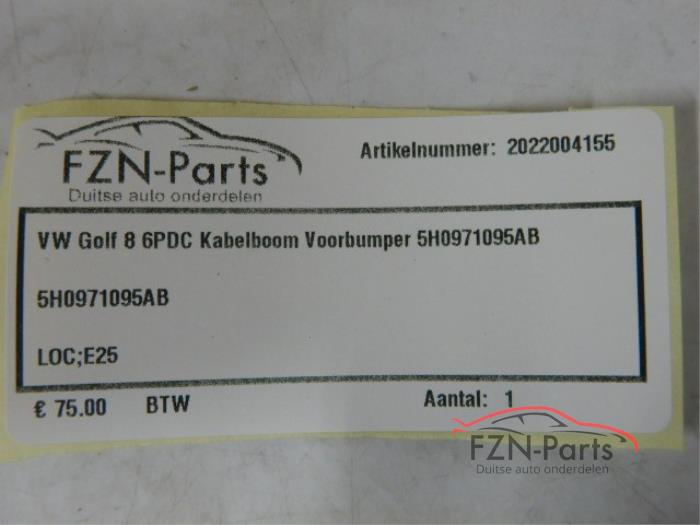 FZN-Parts
Duitse auto onderdelen
Artikelnummer: 2022004155
VW Golf 8 6PDC Kabelboom Voorbumper 5H0971095AB
5H0971095AB
LOC;E25
€ 75.00 BTW Aantal: 1
FZN-Parts
Duitse auto onderdelen